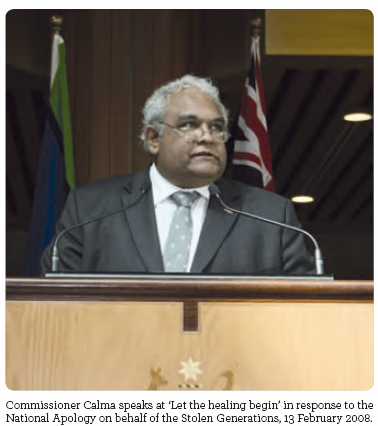 Commissioner Calma speaks at ‘Let the healing begin’ in response to the
National Apology on behalf of the Stolen Generations, 13 February 2008.